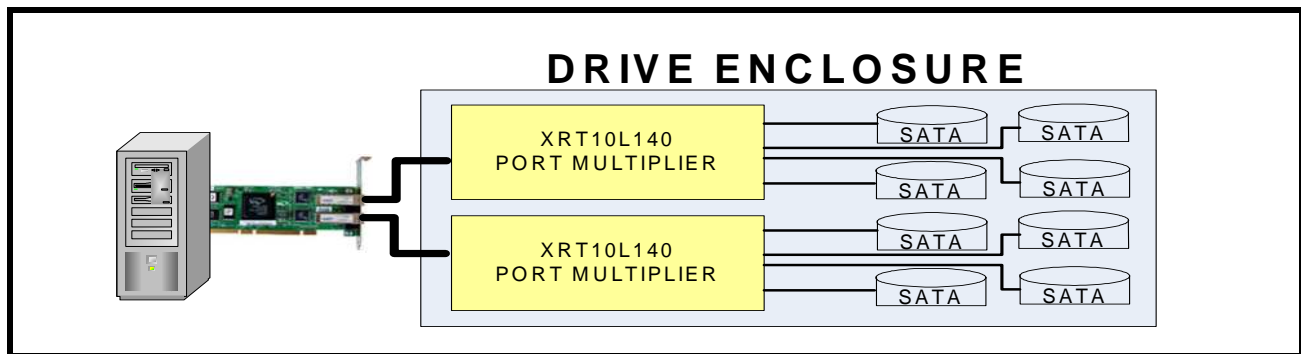 DRIVE ENCLOSURE
XRT10L140
PORT MULTIPLIER
SATA
SATA
SATA
SATA
XRT10L140
PORT MULTIPLIER
SATA
SATA
SATA
SATA